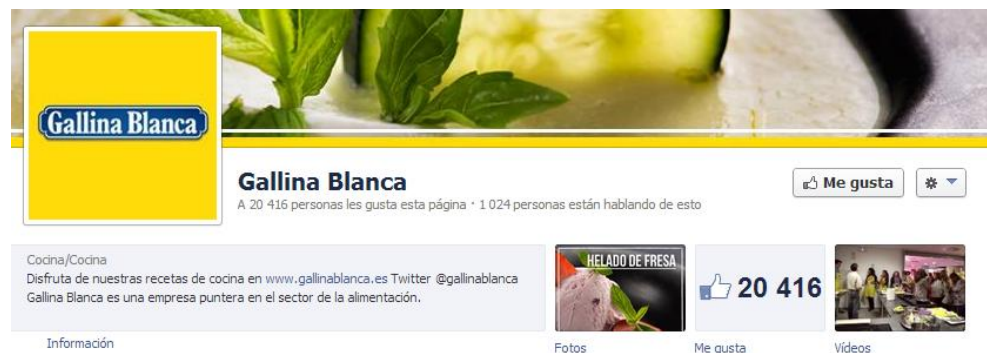 Gallina Blanca
Gallina Blanca
Me gusta
A 20 416 personas les gusta esta página · 1 024 personas están hablando de esto
Cocina/Cocina
Disfruta de nuestras recetas de cocina en www.gallinablanca.es Twitter @gallinablanca
Gallina Blanca es una empresa puntera en el sector de la alimentación.
HELADO DE FRESA
20 416
Información
Fotos
Me gusta
Vídeos